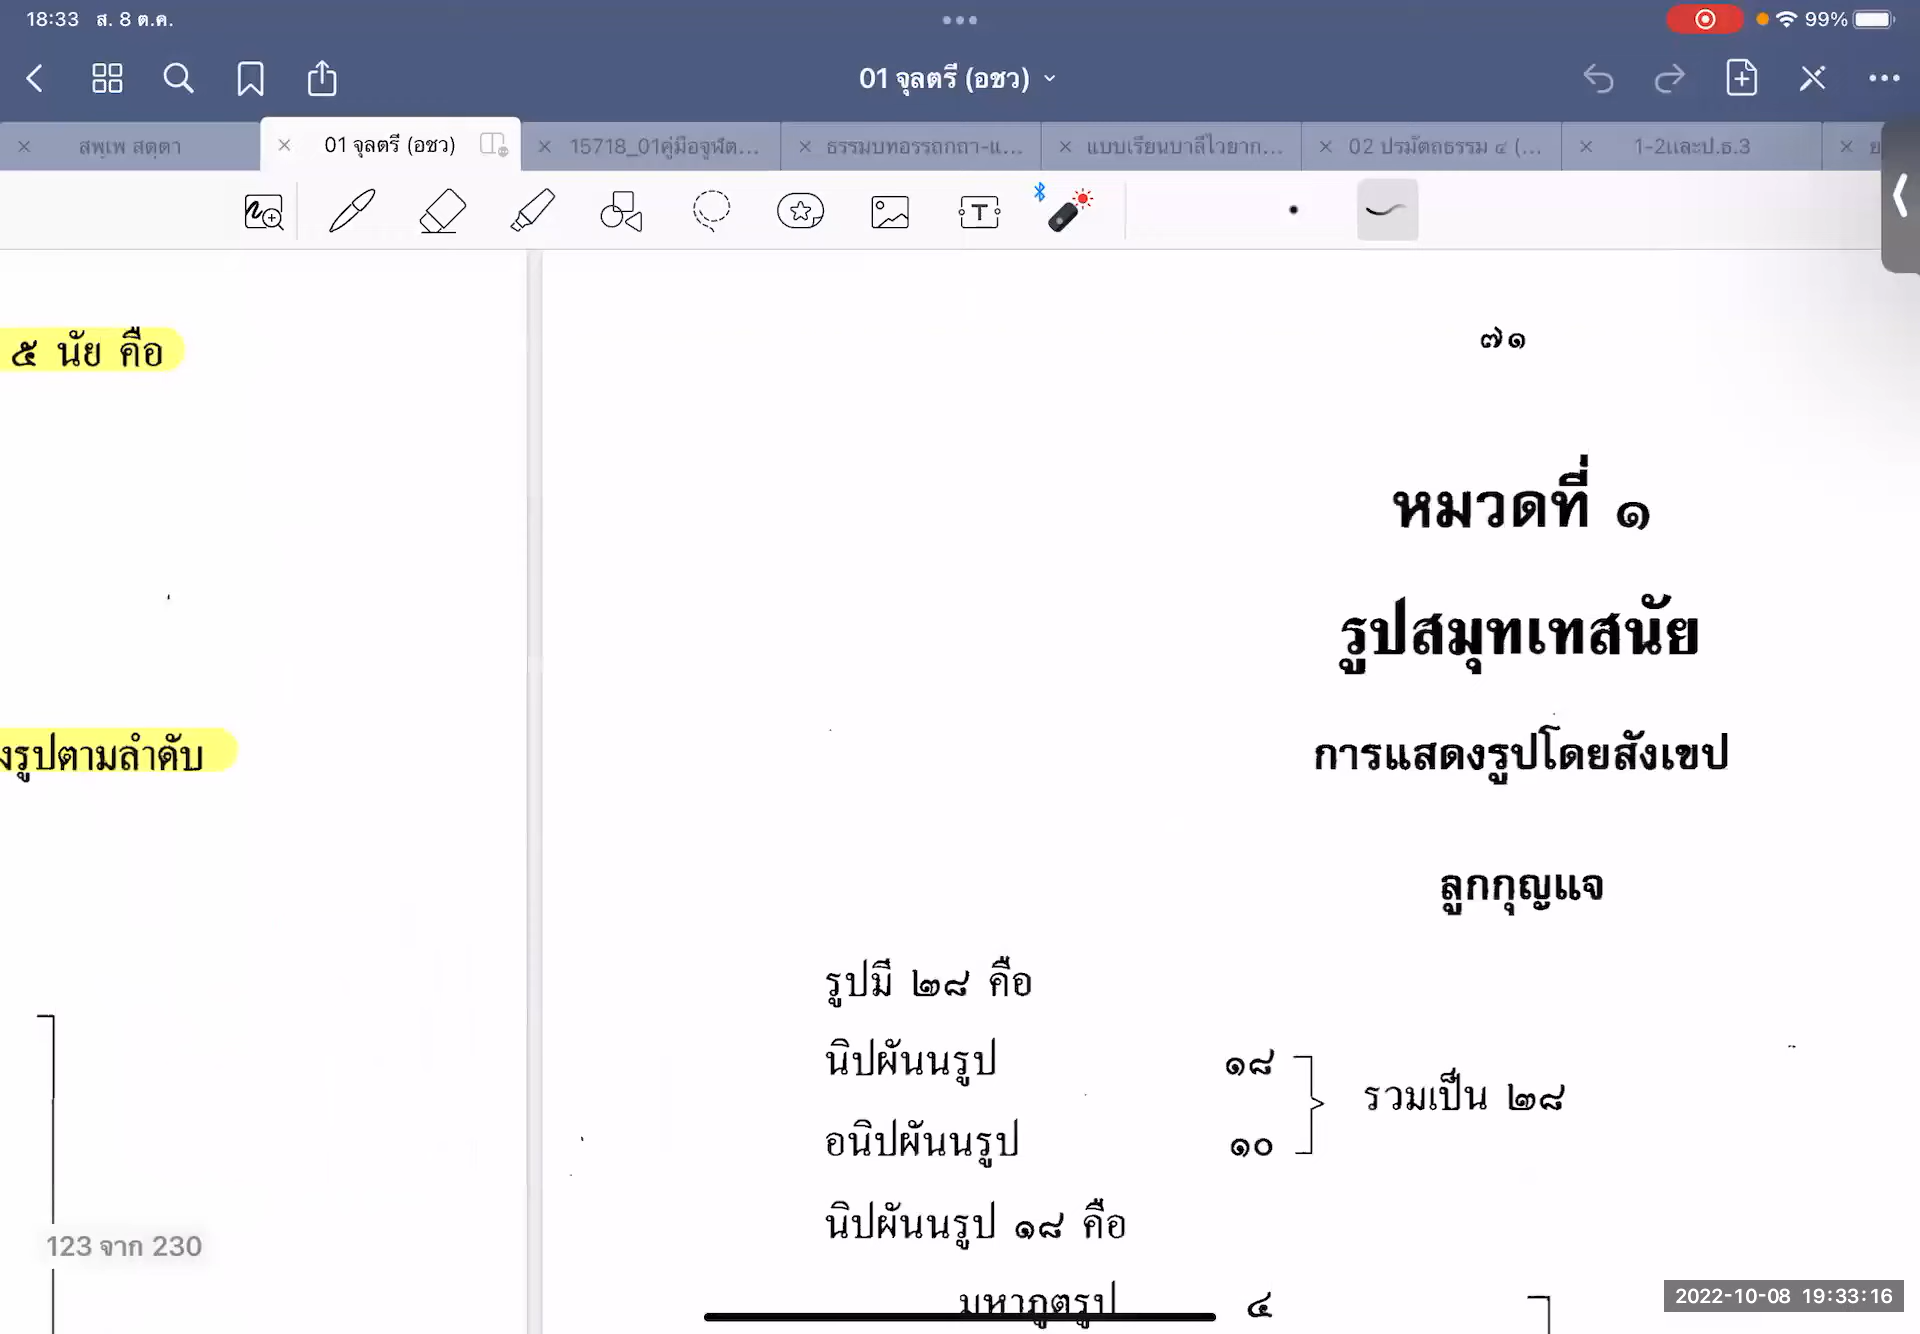 18:33 ส. 8 ต.ค.
99%
01 จุลตรี (อชว)
สพฺเพ สตฺตา
01 จุลตรี (อชว)
15718_01คู่มือจูฬต...
ธรรมบทอรรถกถา-แ...
แบบเรียนบาลีไวยาก...
02 ปรมัตถธรรม ๔ (...
1-2และป.ธ.3
๕ นัย คือ
งรูปตามลำดับ
123 จาก 230
๗๑
หมวดที่ ๑
รูปสมุทเทสนัย
การแสดงรูปโดยสังเขป
ลูกกุญแจ
รูปมี ๒๘ คือ
นิปผันนรูป ๑๘
รวมเป็น ๒๘
อนิปผันนรูป ๑๐
นิปผันนรูป ๑๘ คือ
มหาภูตรูป ๔
2022-10-08 19:33:16